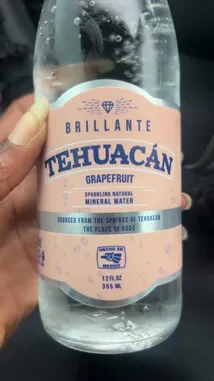 BRILLANTE
TEHUACÁN
GRAPEFRUIT
SPARKLING NATURAL
MINERAL WATER
SOURCED FROM THE SPRINGS OF TEHUACÁN
THE PLACE OF GODS
HECHO EN
MEXICO
12 FL OZ
355 ML